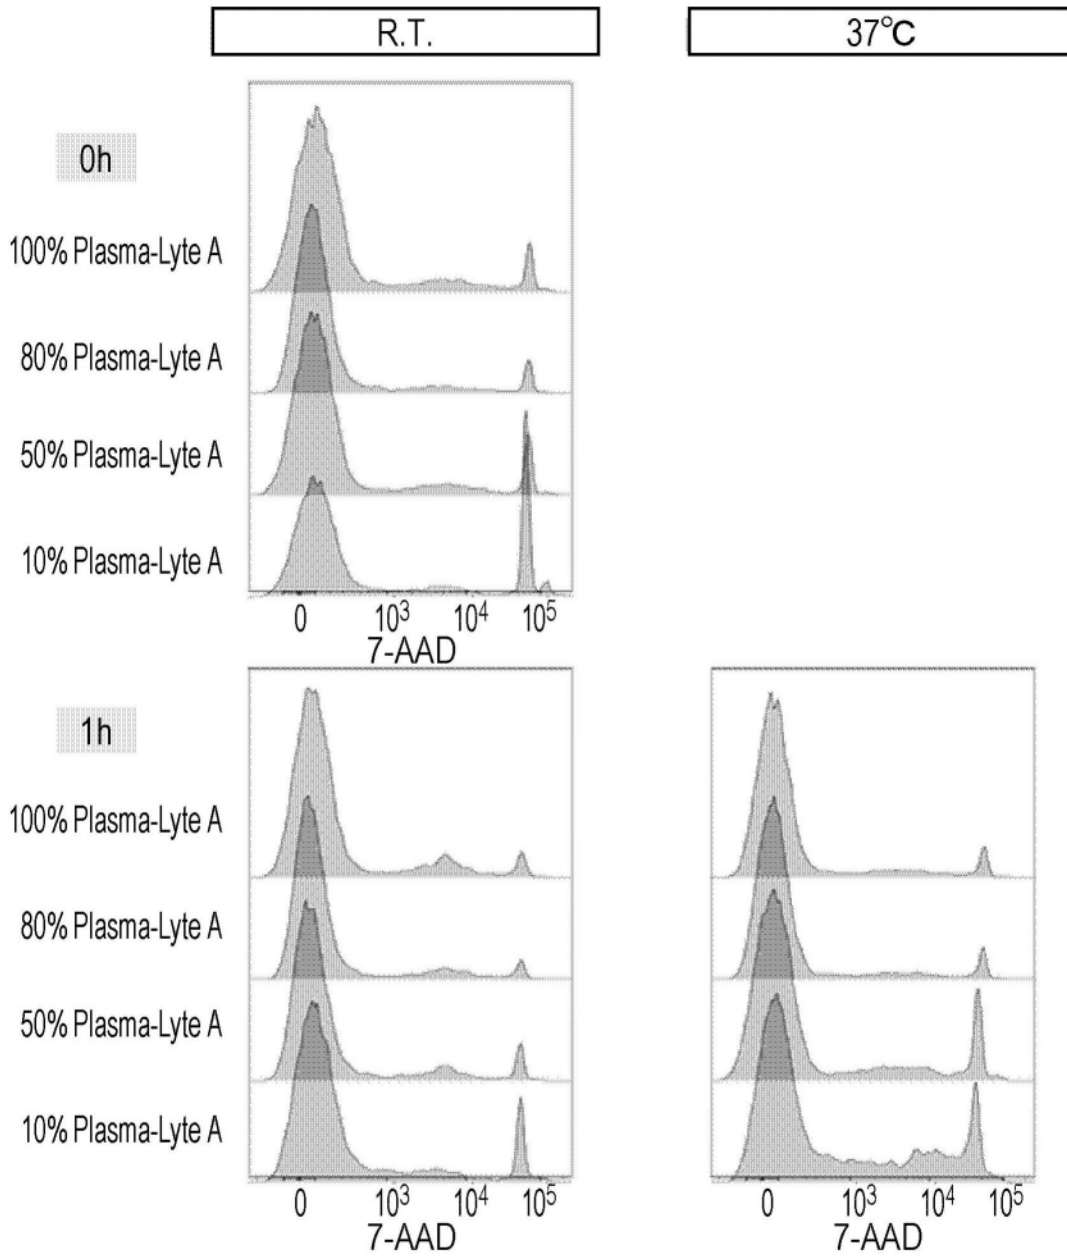 R.T.
37°C
0h
100% Plasma-Lyte A
80% Plasma-Lyte A
50% Plasma-Lyte A
10% Plasma-Lyte A
0 10³ 10⁴ 10⁵
7-AAD
1h
100% Plasma-Lyte A
80% Plasma-Lyte A
50% Plasma-Lyte A
10% Plasma-Lyte A
0 10³ 10⁴ 10⁵
7-AAD
0 10³ 10⁴ 10⁵
7-AAD